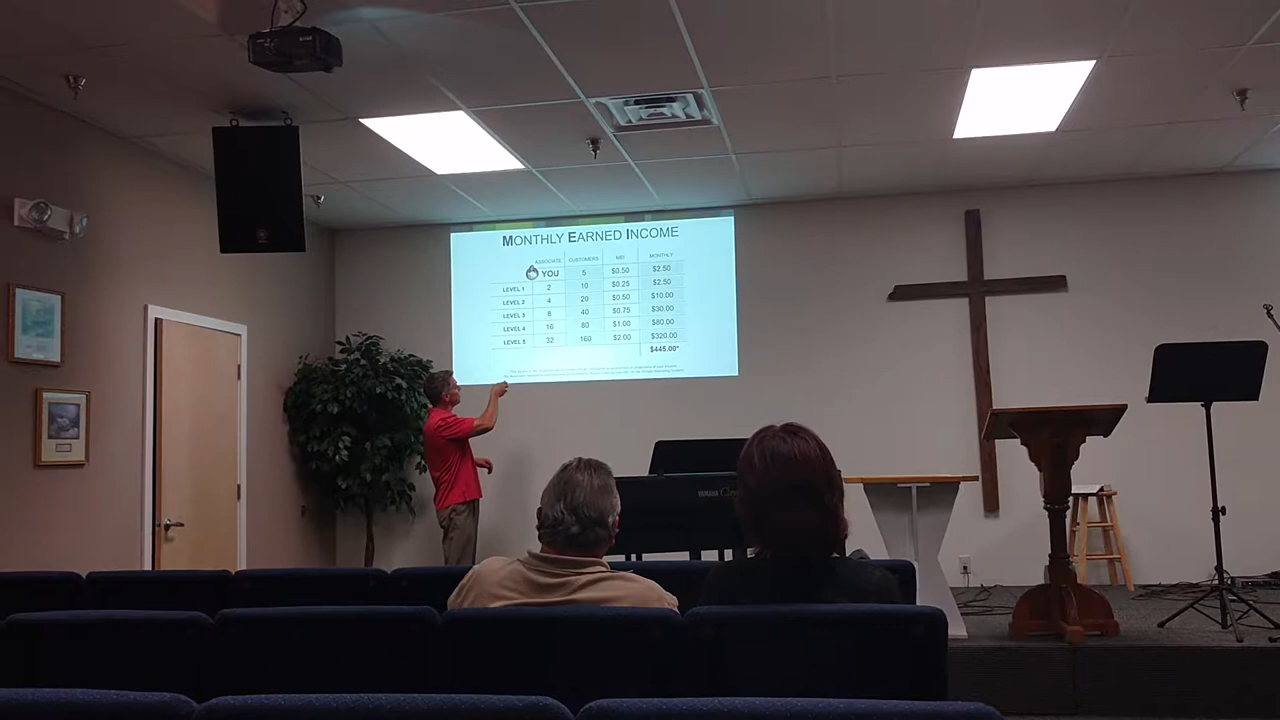 MONTHLY EARNED INCOME
ASSOCIATE CUSTOMERS MEI MONTHLY
YOU 5 $0.50 $2.50
LEVEL 1 2 10 $0.25 $2.50
LEVEL 2 4 20 $0.50 $10.00
LEVEL 3 8 40 $0.75 $30.00
LEVEL 4 16 80 $1.00 $80.00
LEVEL 5 32 160 $2.00 $320.00
$445.00*
YAMAHA